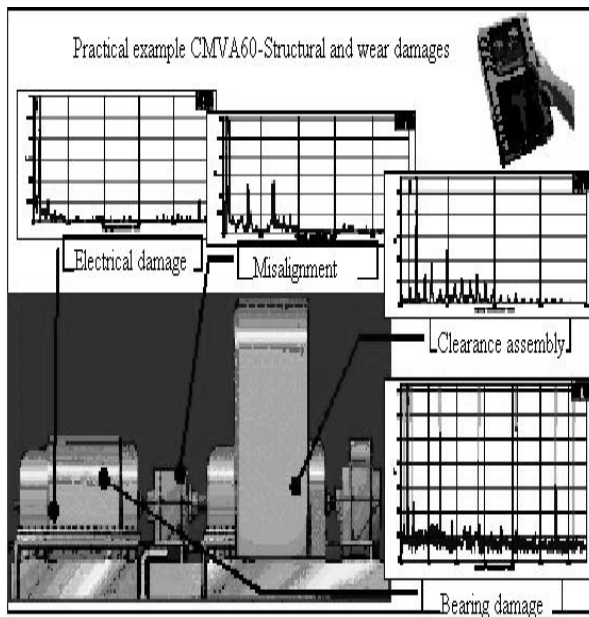 Practical example CMVA60-Structural and wear damages
Electrical damage
Misalignment
Clearance assembly
Bearing damage